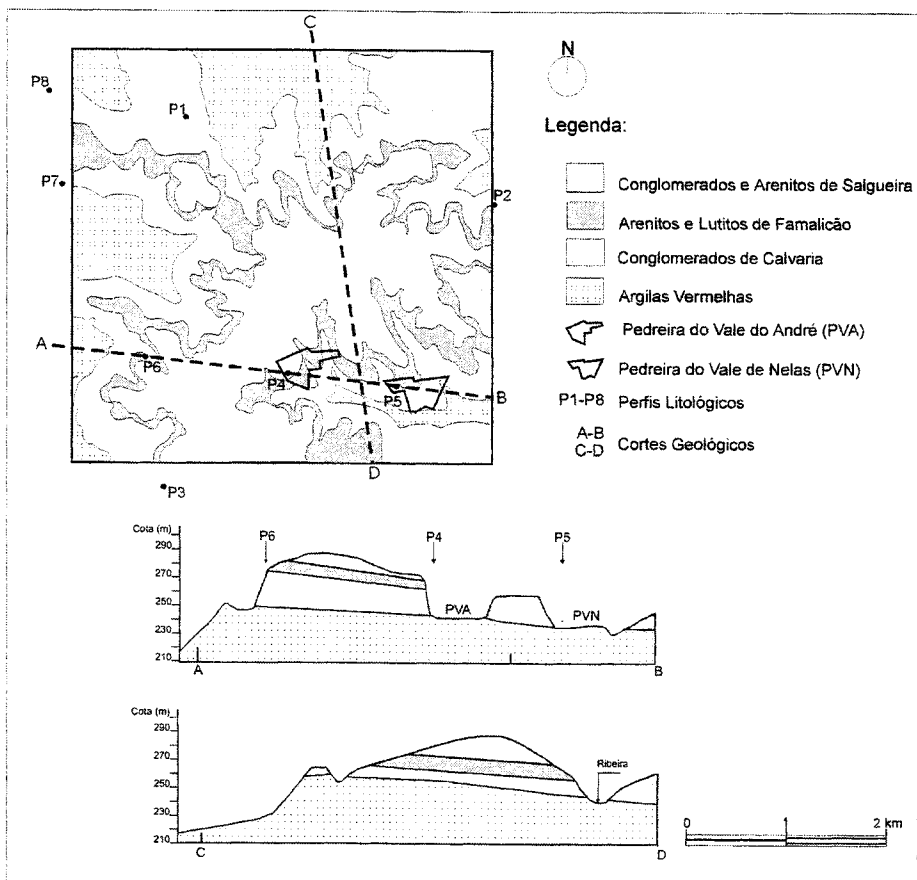 C
N
P8
P1
Legenda:
P7
P2
Conglomerados e Arenitos de Salgueira
Arenitos e Lutitos de Famalicão
Conglomerados de Calvaria
Argilas Vermelhas
A
P6
P4
P5
B
Pedreira do Vale do André (PVA)
Pedreira do Vale de Nelas (PVN)
P1-P8 Perfis Litológicos
A-B
C-D Cortes Geológicos
D
P3
Cota (m)
P6
P4
P5
290
270
250
230
210
PVA
PVN
A
B
Cota (m)
290
270
250
230
210
Ribeira
C
D
0 1 2 km